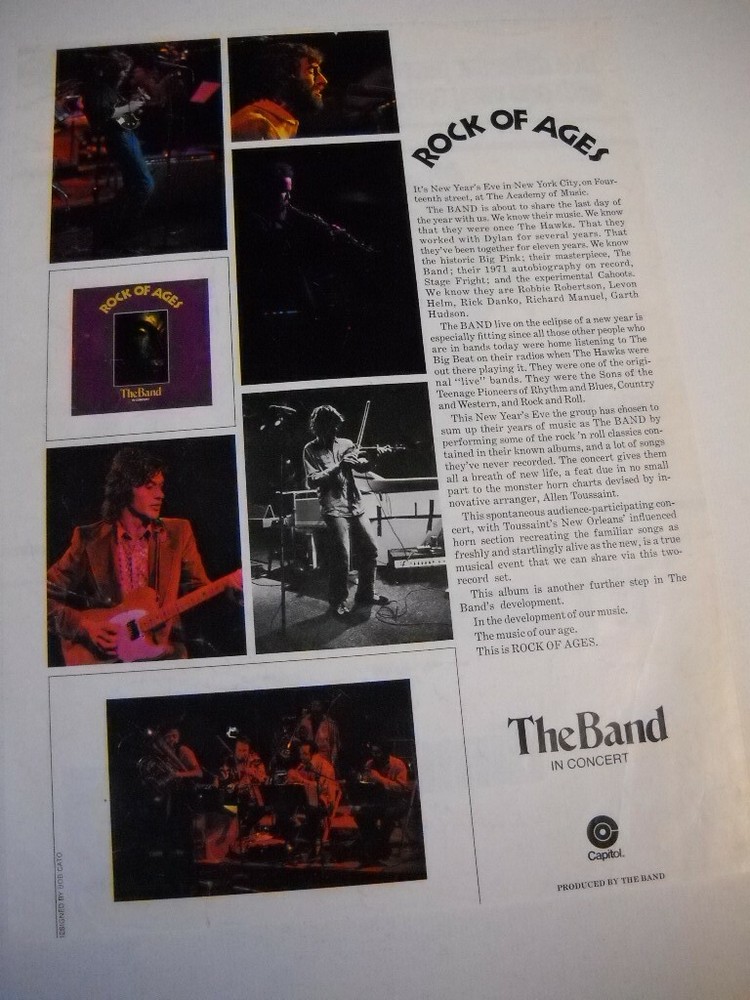 ROCK OF AGES
It's New Year's Eve in New York City, on Four-
teenth street, at The Academy of Music.
The BAND is about to share the last day of
the year with us. We know their music. We know
that they were once The Hawks. That they
worked with Dylan for several years. That
they've been together for eleven years. We know
the historic Big Pink; their masterpiece, The
Band; their 1971 autobiography on record,
Stage Fright; and the experimental Cahoots.
We know they are Robbie Robertson, Levon
Helm, Rick Danko, Richard Manuel, Garth
Hudson.
The BAND live on the eclipse of a new year is
especially fitting since all those other people who
are in bands today were home listening to The
Big Beat on their radios when The Hawks were
out there playing it. They were one of the origi-
nal "live" bands. They were the Sons of the
Teenage Pioneers of Rhythm and Blues, Country
and Western, and Rock and Roll.
This New Year's Eve the group has chosen to
sum up their years of music as The BAND by
performing some of the rock 'n roll classics con-
tained in their known albums, and a lot of songs
they've never recorded. The concert gives them
all a breath of new life, a feat due in no small
part to the monster horn charts devised by in-
novative arranger, Allen Toussaint.
This spontaneous audience-participating con-
cert, with Toussaint's New Orleans' influenced
horn section recreating the familiar songs as
freshly and startlingly alive as the new, is a true
musical event that we can share via this two-
record set.
This album is another further step in The
Band's development.
In the development of our music.
The music of our age.
This is ROCK OF AGES.
ROCK OF AGES
The Band
IN CONCERT
The Band
IN CONCERT
Capitol.
PRODUCED BY THE BAND
DESIGNED BY BOB CATO